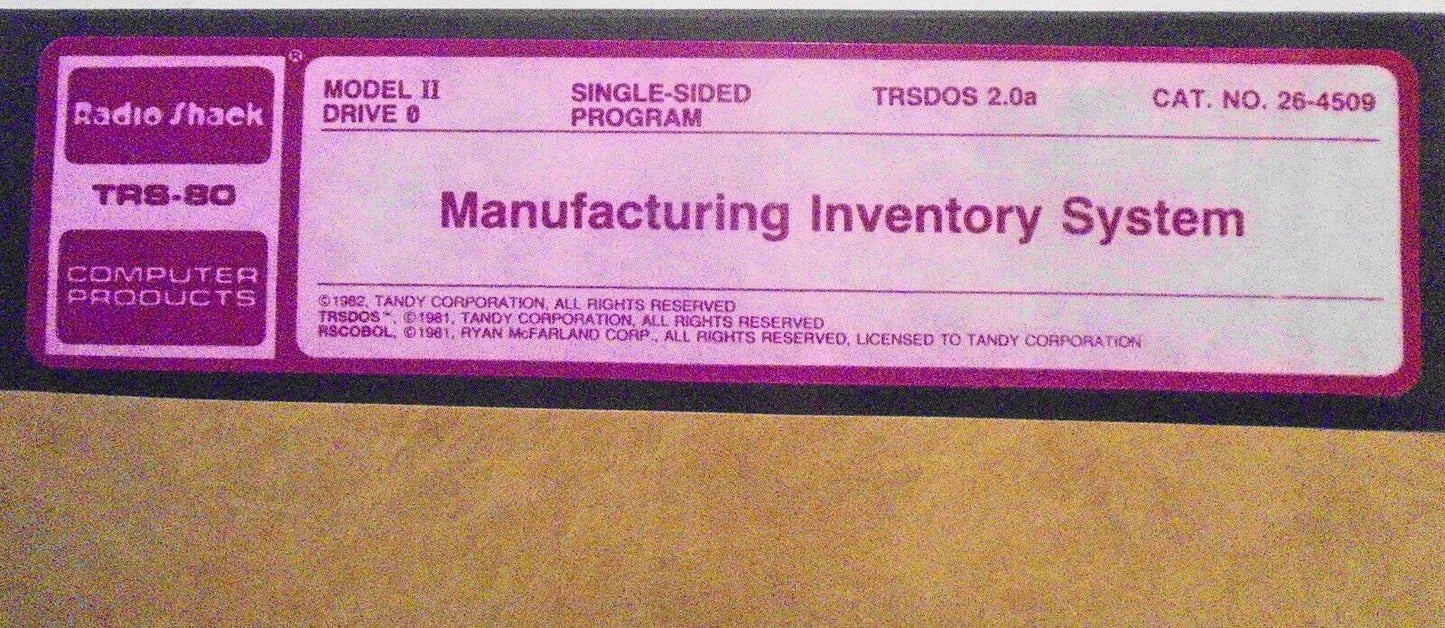 Radio Shack
®
TRS-80
COMPUTER
PRODUCTS
MODEL II
DRIVE 0
SINGLE-SIDED
PROGRAM
TRSDOS 2.0a
CAT. NO. 26-4509
Manufacturing Inventory System
©1982, TANDY CORPORATION, ALL RIGHTS RESERVED
TRSDOS™, ©1981, TANDY CORPORATION, ALL RIGHTS RESERVED
RSCOBOL, ©1981, RYAN McFARLAND CORP., ALL RIGHTS RESERVED, LICENSED TO TANDY CORPORATION